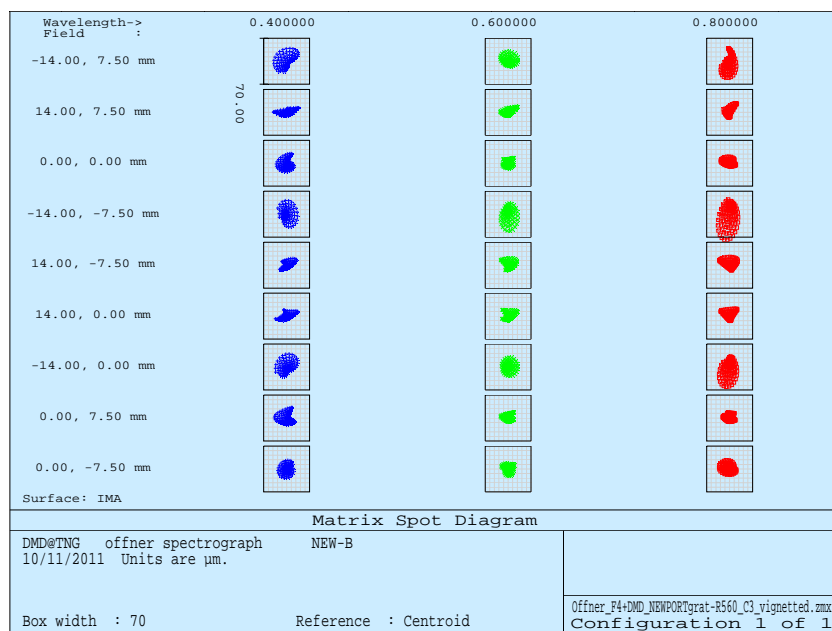 Wavelength-> 0.400000 0.600000 0.800000
Field :
-14.00, 7.50 mm
70.00
14.00, 7.50 mm
0.00, 0.00 mm
-14.00, -7.50 mm
14.00, -7.50 mm
14.00, 0.00 mm
-14.00, 0.00 mm
0.00, 7.50 mm
0.00, -7.50 mm
Surface: IMA
Matrix Spot Diagram
DMD@TNG offner spectrograph NEW-B
10/11/2011 Units are µm.
Box width : 70 Reference : Centroid
Offner_F4+DMD_NEWPORTgrat-R560_C3_vignetted.zmx
Configuration 1 of 1